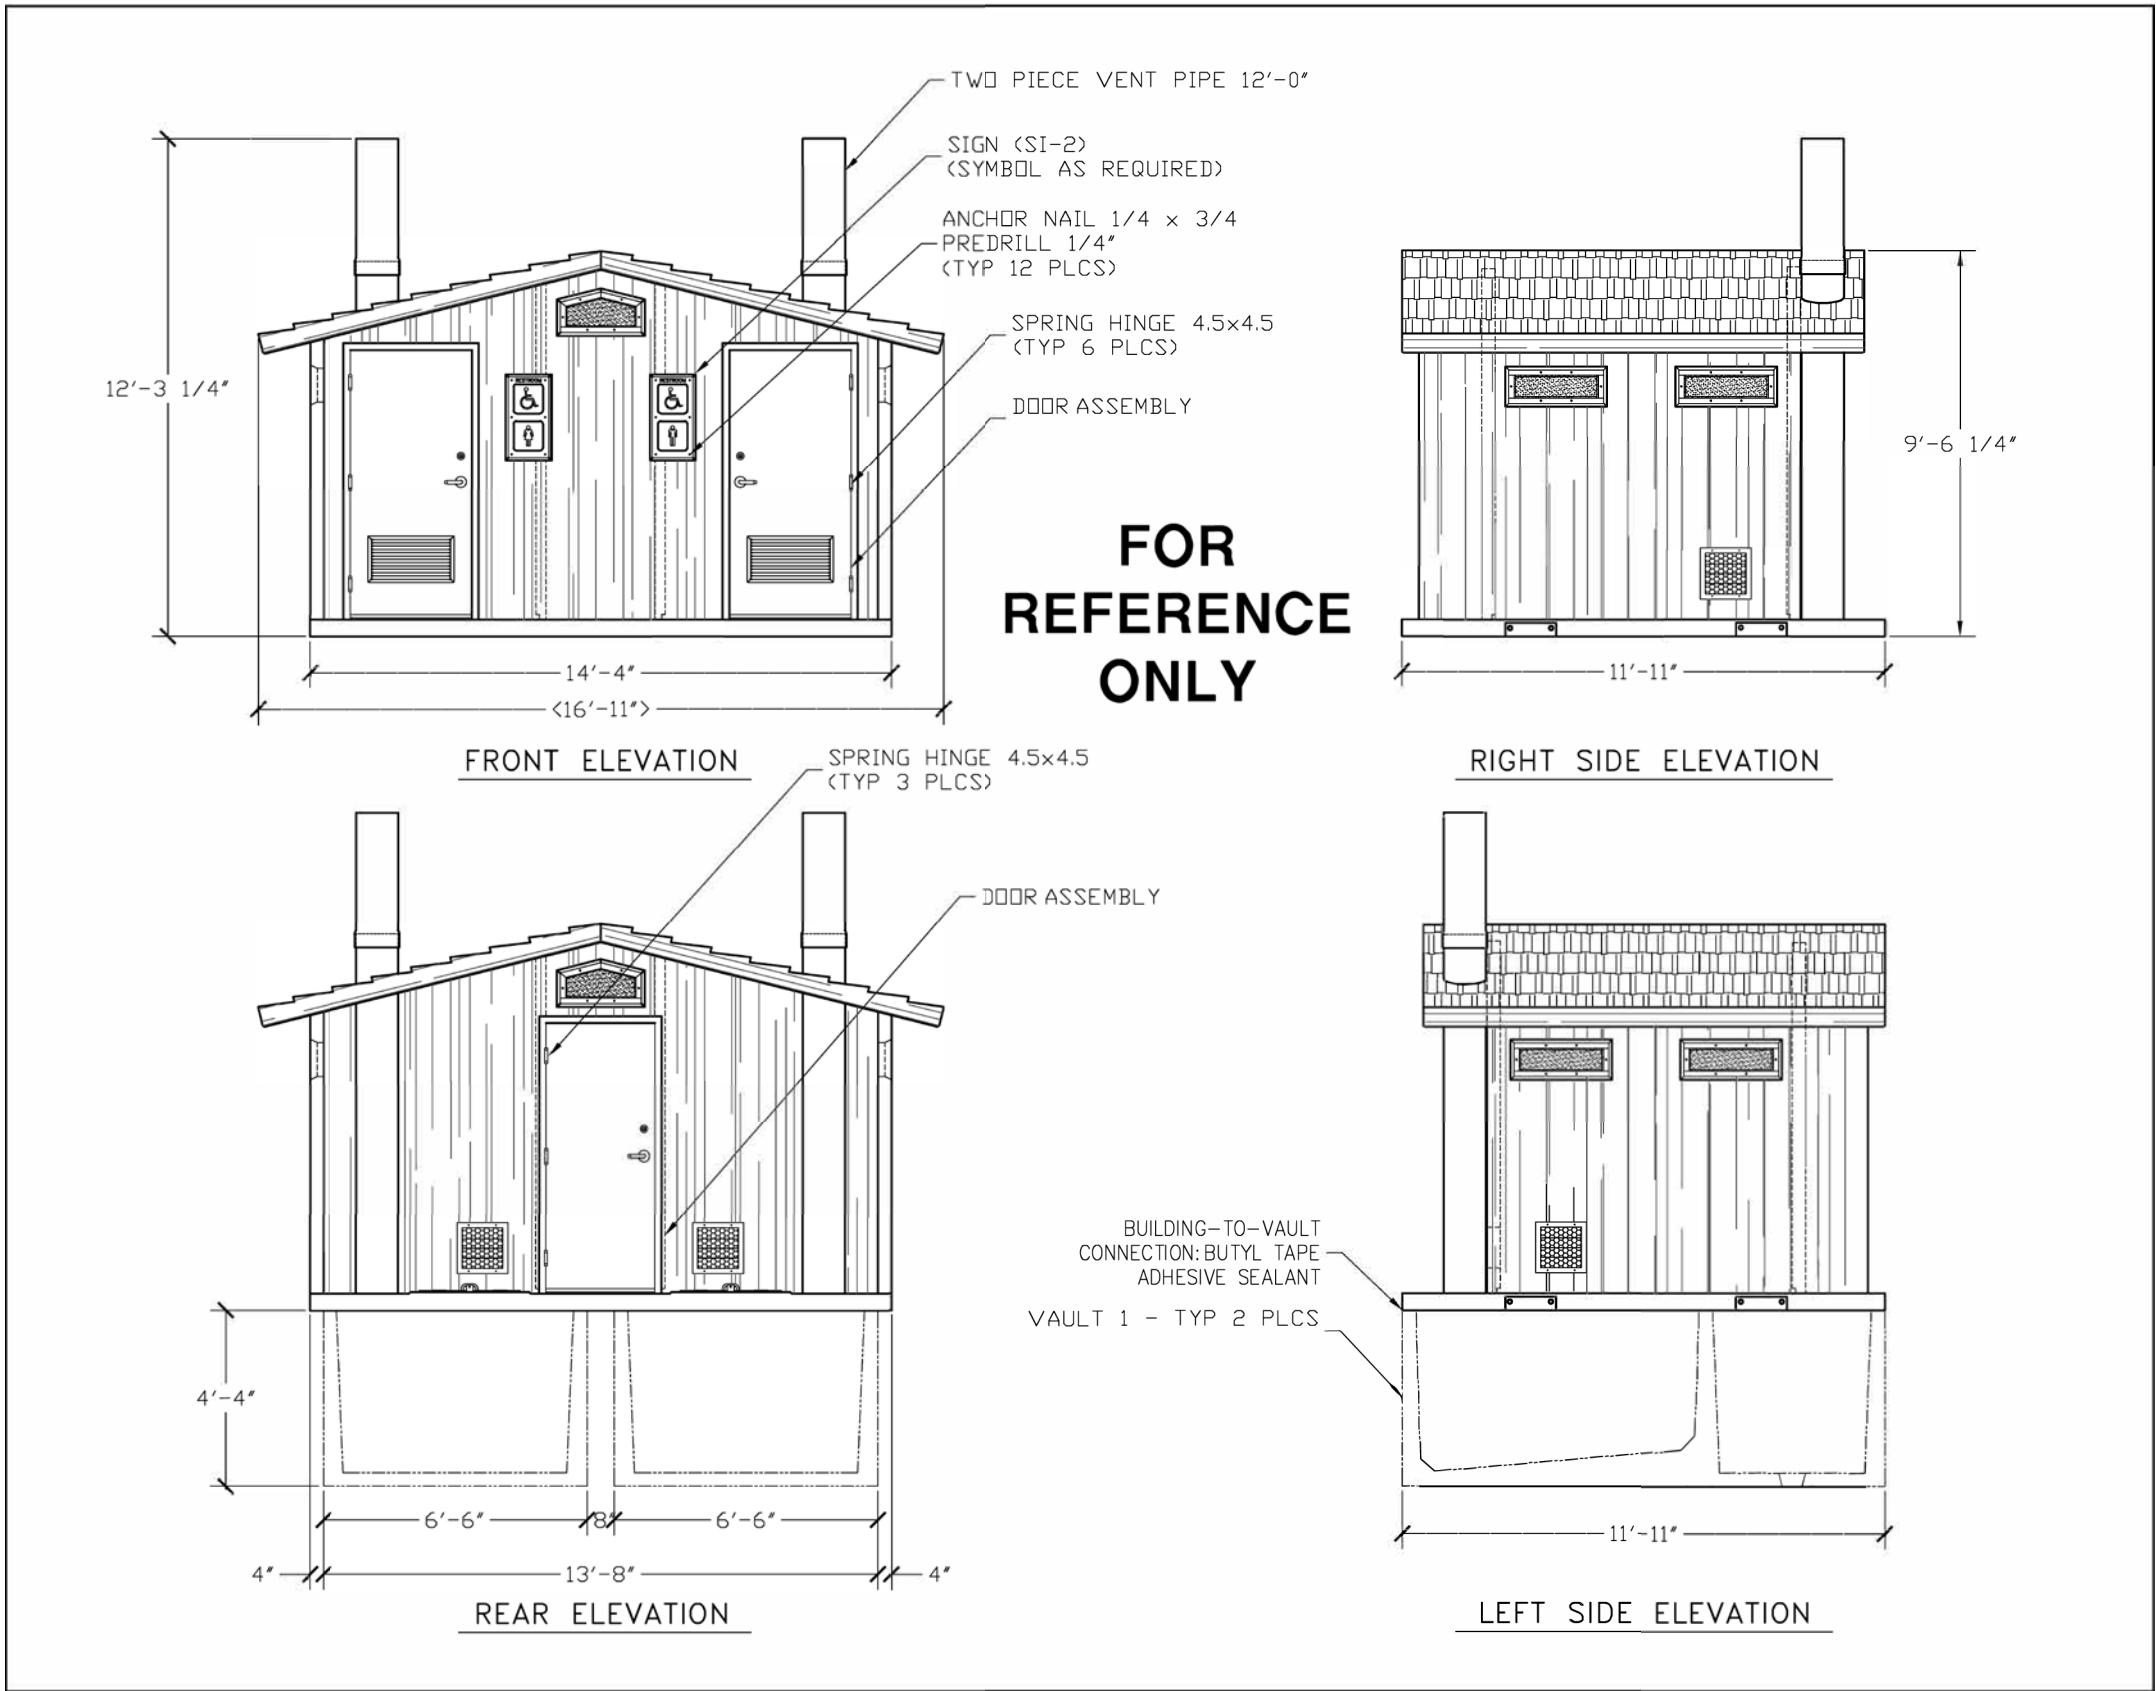 TWO PIECE VENT PIPE 12'-0"
SIGN (SI-2)
(SYMBOL AS REQUIRED)
ANCHOR NAIL 1/4 x 3/4
PREDRILL 1/4"
(TYP 12 PLCS)
SPRING HINGE 4.5x4.5
(TYP 6 PLCS)
DOOR ASSEMBLY
RESTROOM
RESTROOM
12'-3 1/4"
14'-4"
<16'-11">
FRONT ELEVATION
FOR
REFERENCE
ONLY
9'-6 1/4"
11'-11"
RIGHT SIDE ELEVATION
SPRING HINGE 4.5x4.5
(TYP 3 PLCS)
DOOR ASSEMBLY
4'-4"
6'-6"
8"
6'-6"
4"
13'-8"
4"
REAR ELEVATION
BUILDING-TO-VAULT
CONNECTION: BUTYL TAPE
ADHESIVE SEALANT
VAULT 1 - TYP 2 PLCS
11'-11"
LEFT SIDE ELEVATION